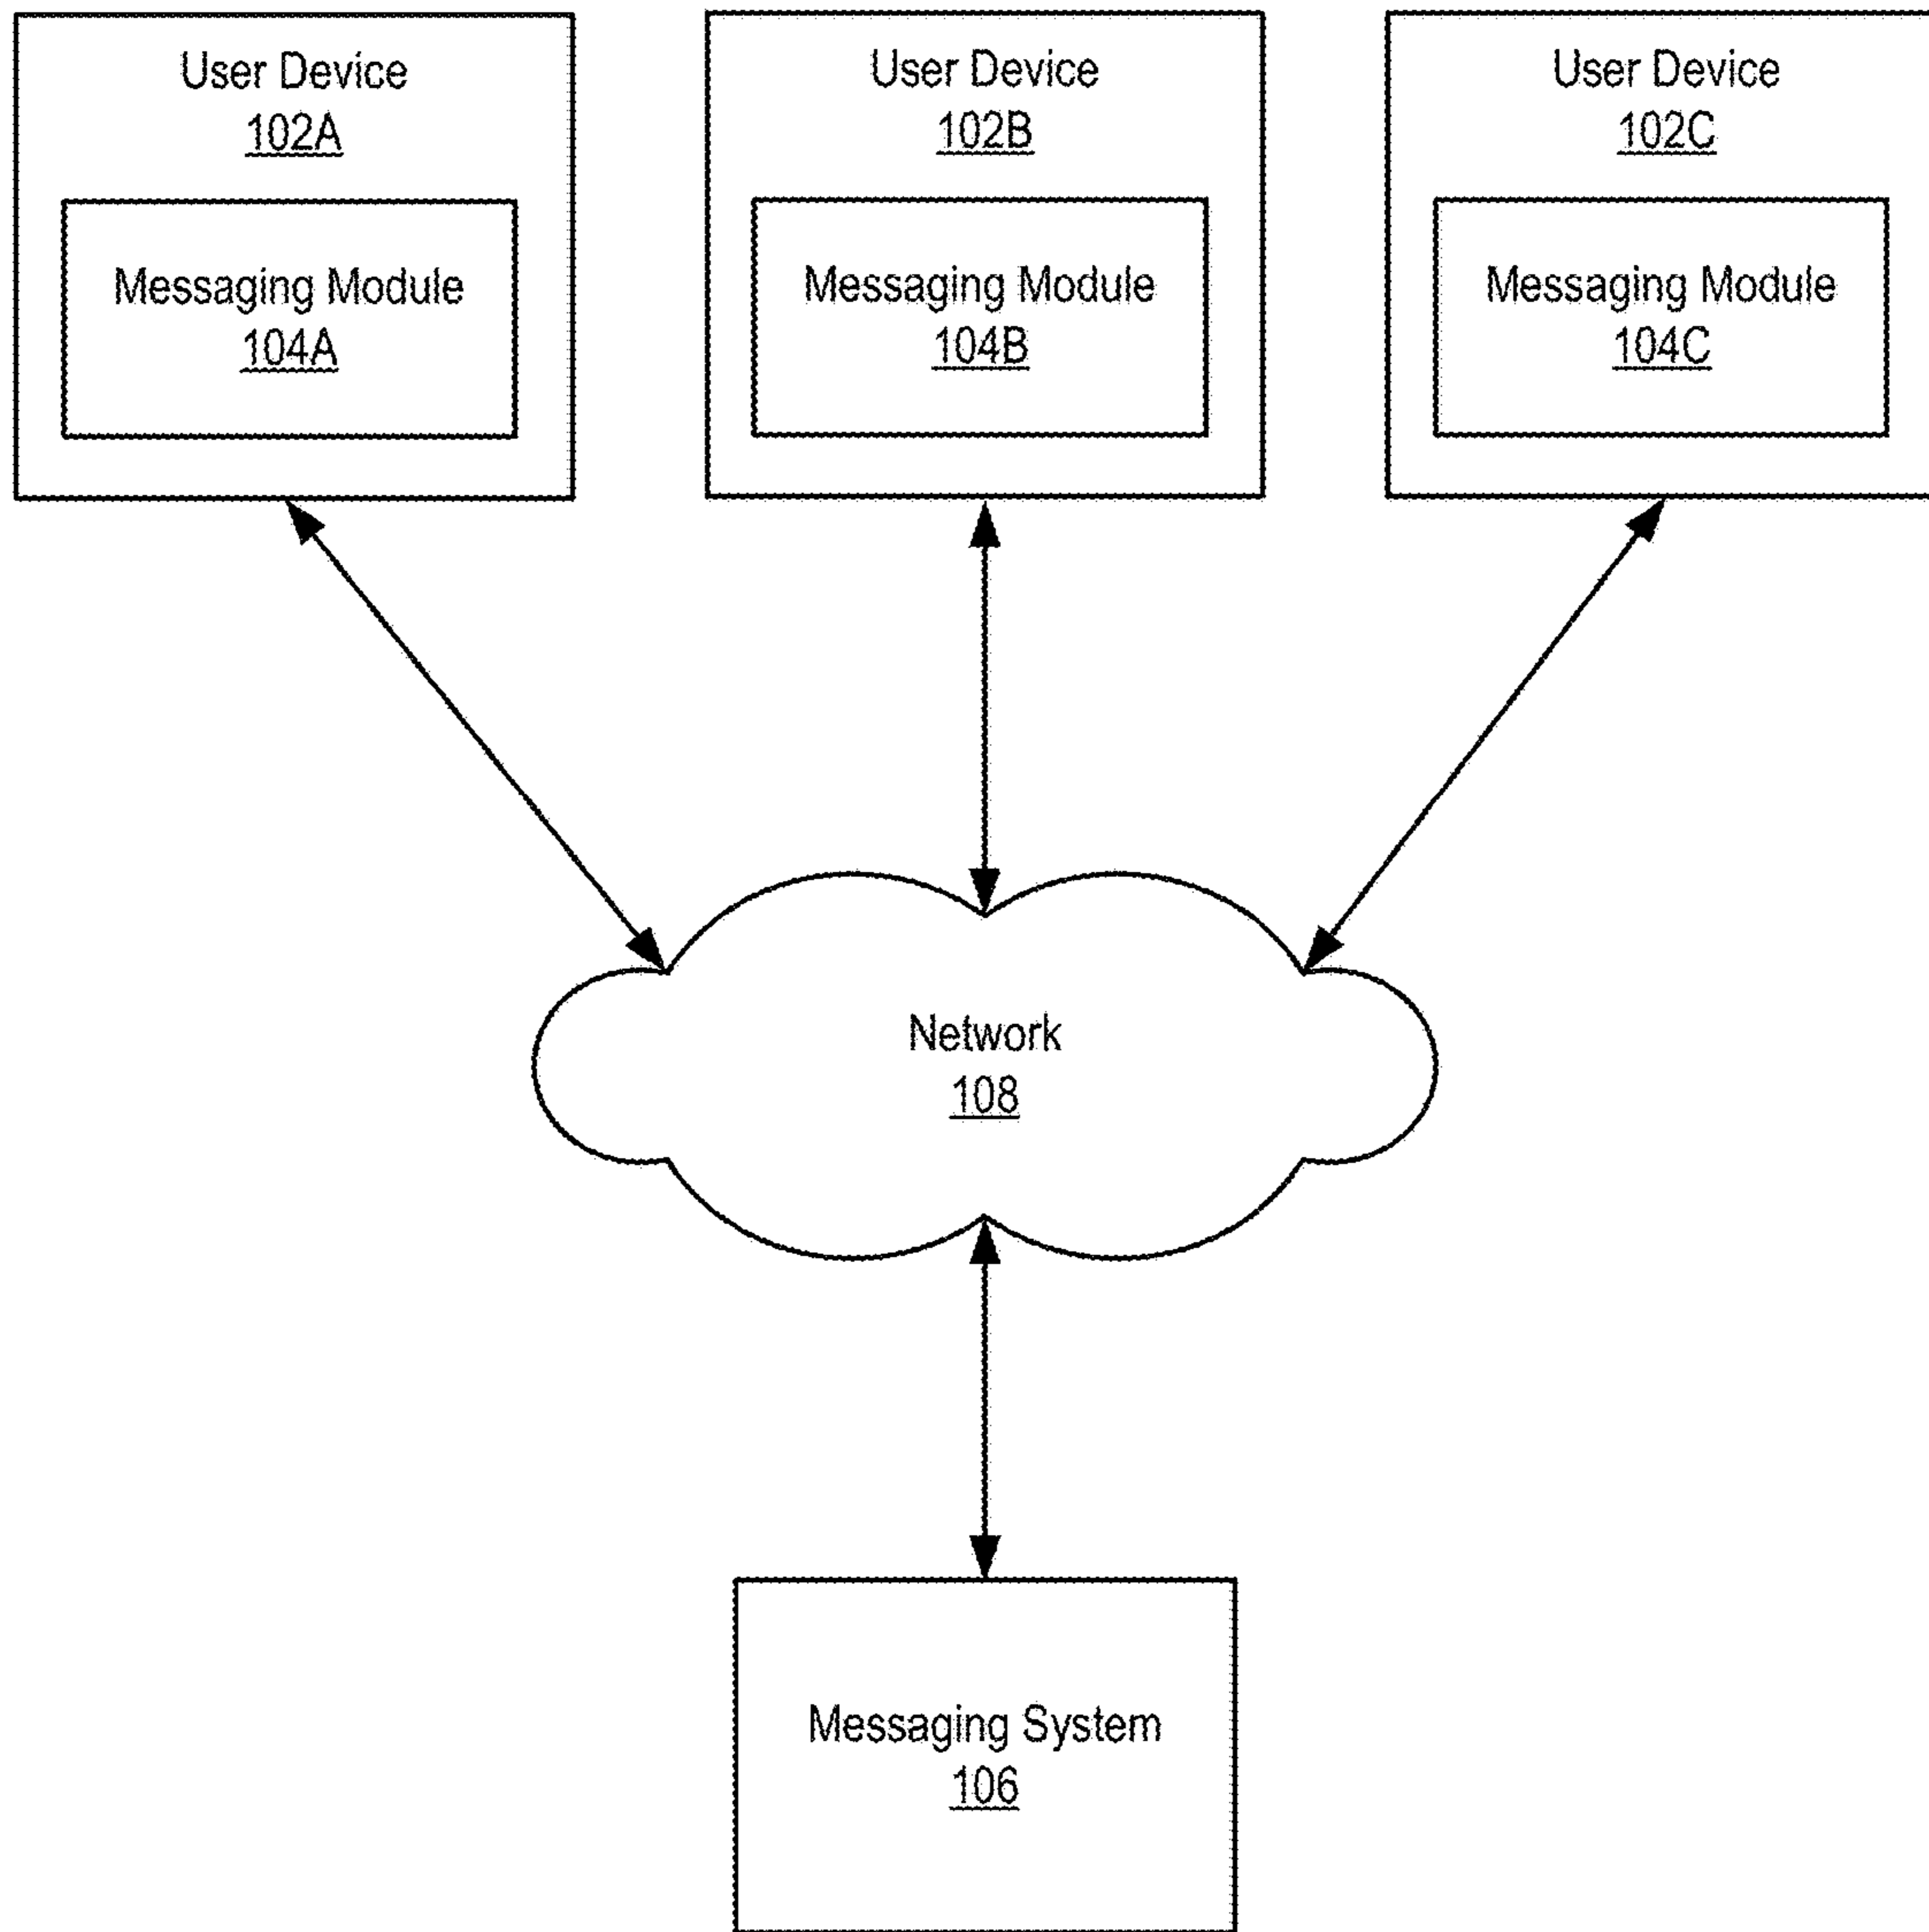 User Device
102A
Messaging Module
104A
User Device
102B
Messaging Module
104B
User Device
102C
Messaging Module
104C
Network
108
Messaging System
106